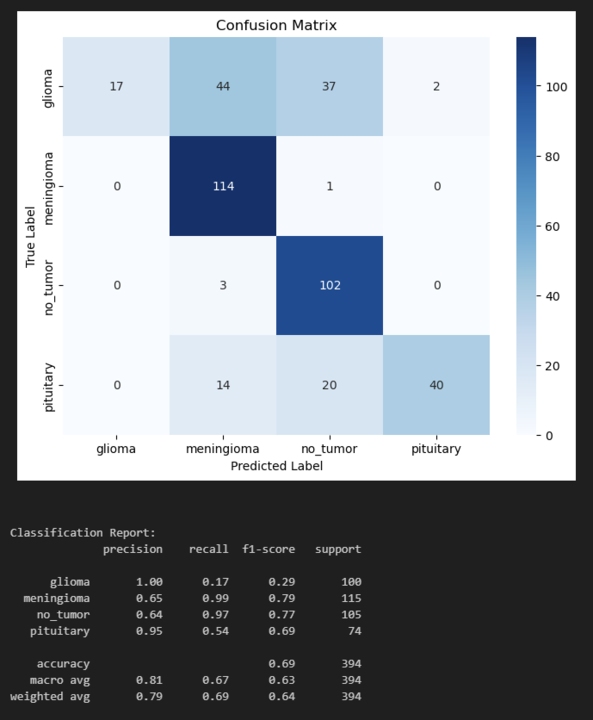 Confusion Matrix
glioma 17 44 37 2
meningioma 0 114 1 0
no_tumor 0 3 102 0
pituitary 0 14 20 40
glioma meningioma no_tumor pituitary
Predicted Label
True Label
100
80
60
40
20
0
Classification Report:
precision recall f1-score support
glioma 1.00 0.17 0.29 100
meningioma 0.65 0.99 0.79 115
no_tumor 0.64 0.97 0.77 105
pituitary 0.95 0.54 0.69 74
accuracy 0.69 394
macro avg 0.81 0.67 0.63 394
weighted avg 0.79 0.69 0.64 394